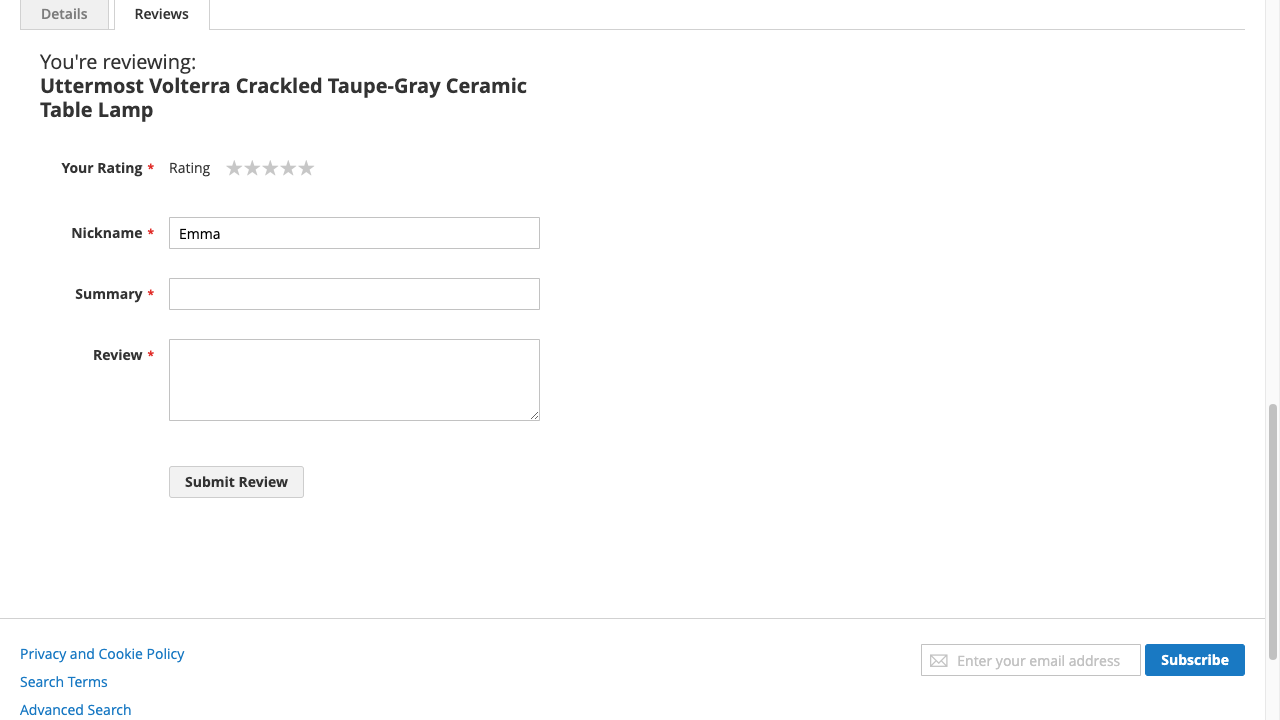 Details
Reviews
You're reviewing:
Uttermost Volterra Crackled Taupe-Gray Ceramic
Table Lamp
Your Rating *
Rating
Nickname *
Emma
Summary *
Review *
Submit Review
Privacy and Cookie Policy
Search Terms
Advanced Search
Enter your email address
Subscribe